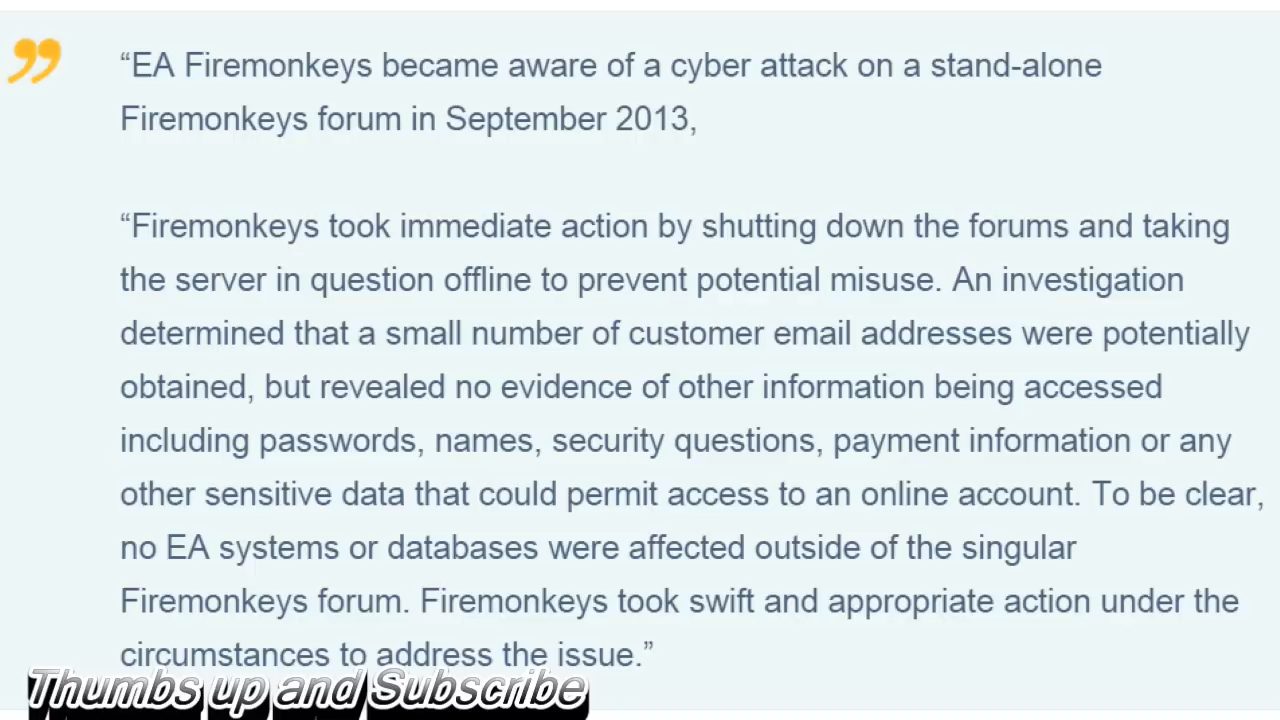 “EA Firemonkeys became aware of a cyber attack on a stand-alone
Firemonkeys forum in September 2013,
“Firemonkeys took immediate action by shutting down the forums and taking
the server in question offline to prevent potential misuse. An investigation
determined that a small number of customer email addresses were potentially
obtained, but revealed no evidence of other information being accessed
including passwords, names, security questions, payment information or any
other sensitive data that could permit access to an online account. To be clear,
no EA systems or databases were affected outside of the singular
Firemonkeys forum. Firemonkeys took swift and appropriate action under the
circumstances to address the issue.”
Thumbs up and Subscribe